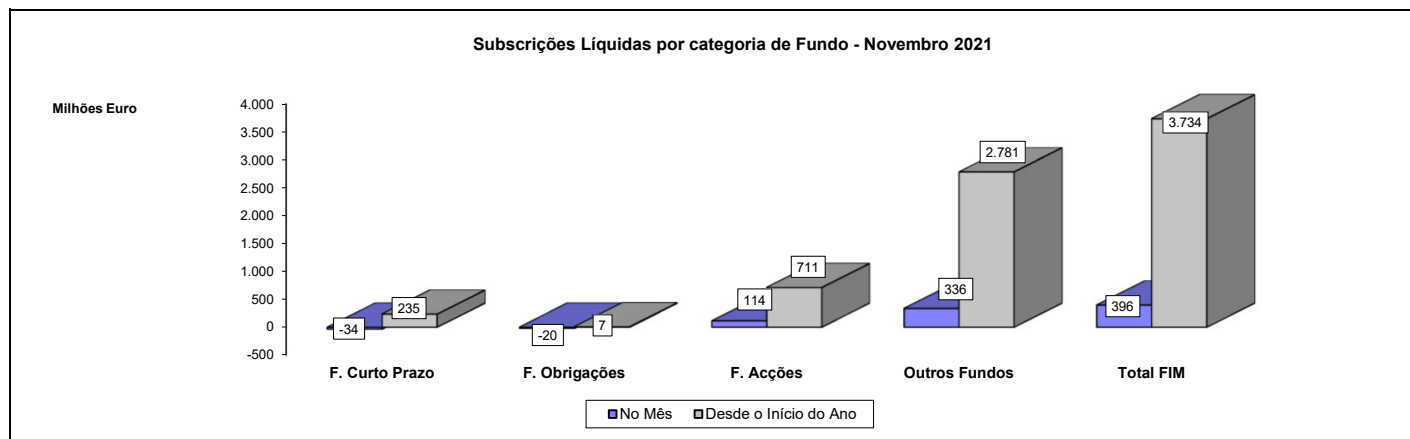 Subscrições Líquidas por categoria de Fundo - Novembro 2021
Milhões Euro
4.000
3.500
3.000
2.500
2.000
1.500
1.000
500
0
-500
-34
235
-20
7
114
711
336
2.781
396
3.734
F. Curto Prazo
F. Obrigações
F. Acções
Outros Fundos
Total FIM
No Mês
Desde o Início do Ano